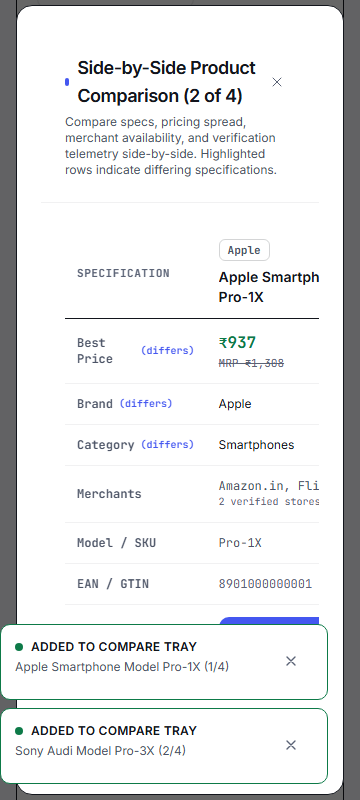 Side-by-Side Product
Comparison (2 of 4)
Compare specs, pricing spread,
merchant availability, and verification
telemetry side-by-side. Highlighted
rows indicate differing specifications.
Apple
SPECIFICATION
Apple Smartph
Pro-1X
Best
Price
(differs)
₹937
MRP ₹1,308
Brand (differs)
Apple
Category (differs)
Smartphones
Merchants
Amazon.in, Fli
2 verified stores
Model / SKU
Pro-1X
EAN / GTIN
8901000000001
ADDED TO COMPARE TRAY
Apple Smartphone Model Pro-1X (1/4)
ADDED TO COMPARE TRAY
Sony Audi Model Pro-3X (2/4)